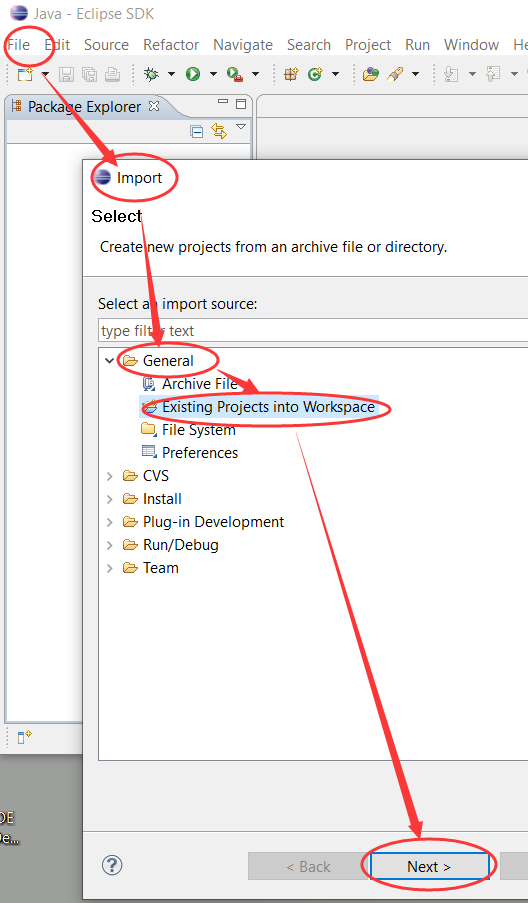 Java - Eclipse SDK
File Edit Source Refactor Navigate Search Project Run Window He
Package Explorer
Import
Select
Create new projects from an archive file or directory.
Select an import source:
type filter text
General
Archive File
Existing Projects into Workspace
File System
Preferences
CVS
Install
Plug-in Development
Run/Debug
Team
DE
De...
< Back Next >